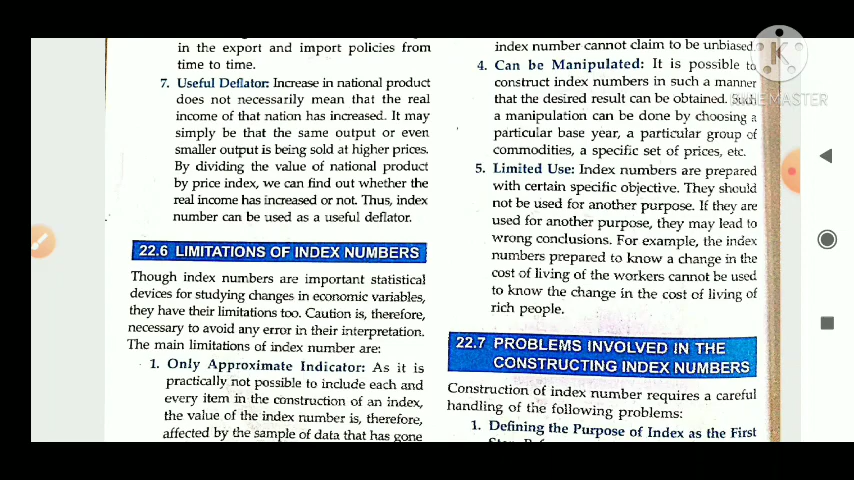 in the export and import policies from
time to time.
7. Useful Deflator: Increase in national product
does not necessarily mean that the real
income of that nation has increased. It may
simply be that the same output or even
smaller output is being sold at higher prices.
By dividing the value of national product
by price index, we can find out whether the
real income has increased or not. Thus, index
number can be used as a useful deflator.
22.6 LIMITATIONS OF INDEX NUMBERS
Though index numbers are important statistical
devices for studying changes in economic variables,
they have their limitations too. Caution is, therefore,
necessary to avoid any error in their interpretation.
The main limitations of index number are:
1. Only Approximate Indicator: As it is
practically not possible to include each and
every item in the construction of an index,
the value of the index number is, therefore,
affected by the sample of data that has gone
index number cannot claim to be unbiased.
4. Can be Manipulated: It is possible to
construct index numbers in such a manner
that the desired result can be obtained. Such
a manipulation can be done by choosing a
particular base year, a particular group of
commodities, a specific set of prices, etc.
5. Limited Use: Index numbers are prepared
with certain specific objective. They should
not be used for another purpose. If they are
used for another purpose, they may lead to
wrong conclusions. For example, the index
numbers prepared to know a change in the
cost of living of the workers cannot be used
to know the change in the cost of living of
rich people.
22.7 PROBLEMS INVOLVED IN THE
CONSTRUCTING INDEX NUMBERS
Construction of index number requires a careful
handling of the following problems:
1. Defining the Purpose of Index as the First
K
KINEMASTER